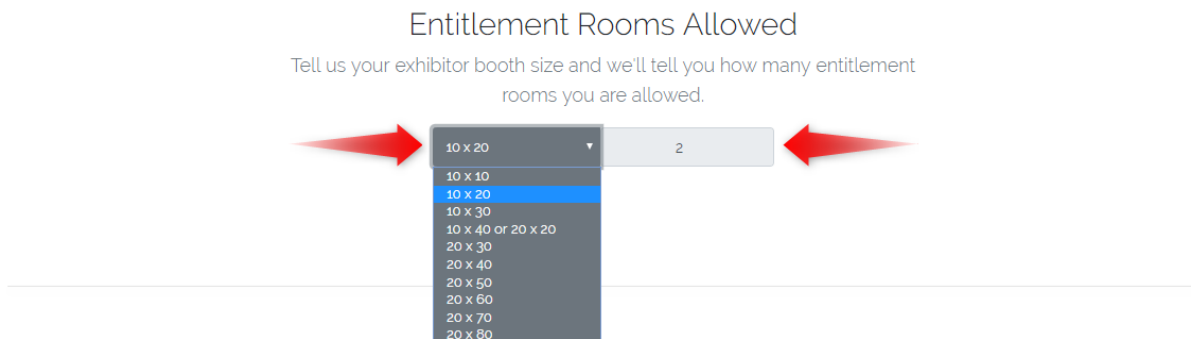 Entitlement Rooms Allowed
Tell us your exhibitor booth size and we'll tell you how many entitlement
rooms you are allowed.
10 x 20 2
10 x 10
10 x 20
10 x 30
10 x 40 or 20 x 20
20 x 30
20 x 40
20 x 50
20 x 60
20 x 70
20 x 80